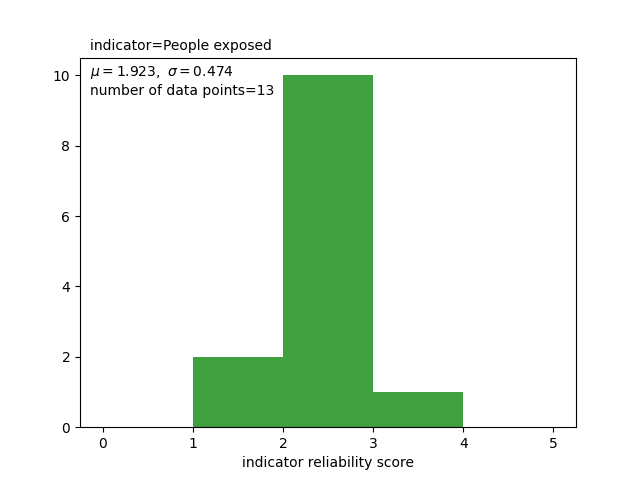 indicator=People exposed
μ = 1.923, σ = 0.474
number of data points=13
10
8
6
4
2
0
0 1 2 3 4 5
indicator reliability score